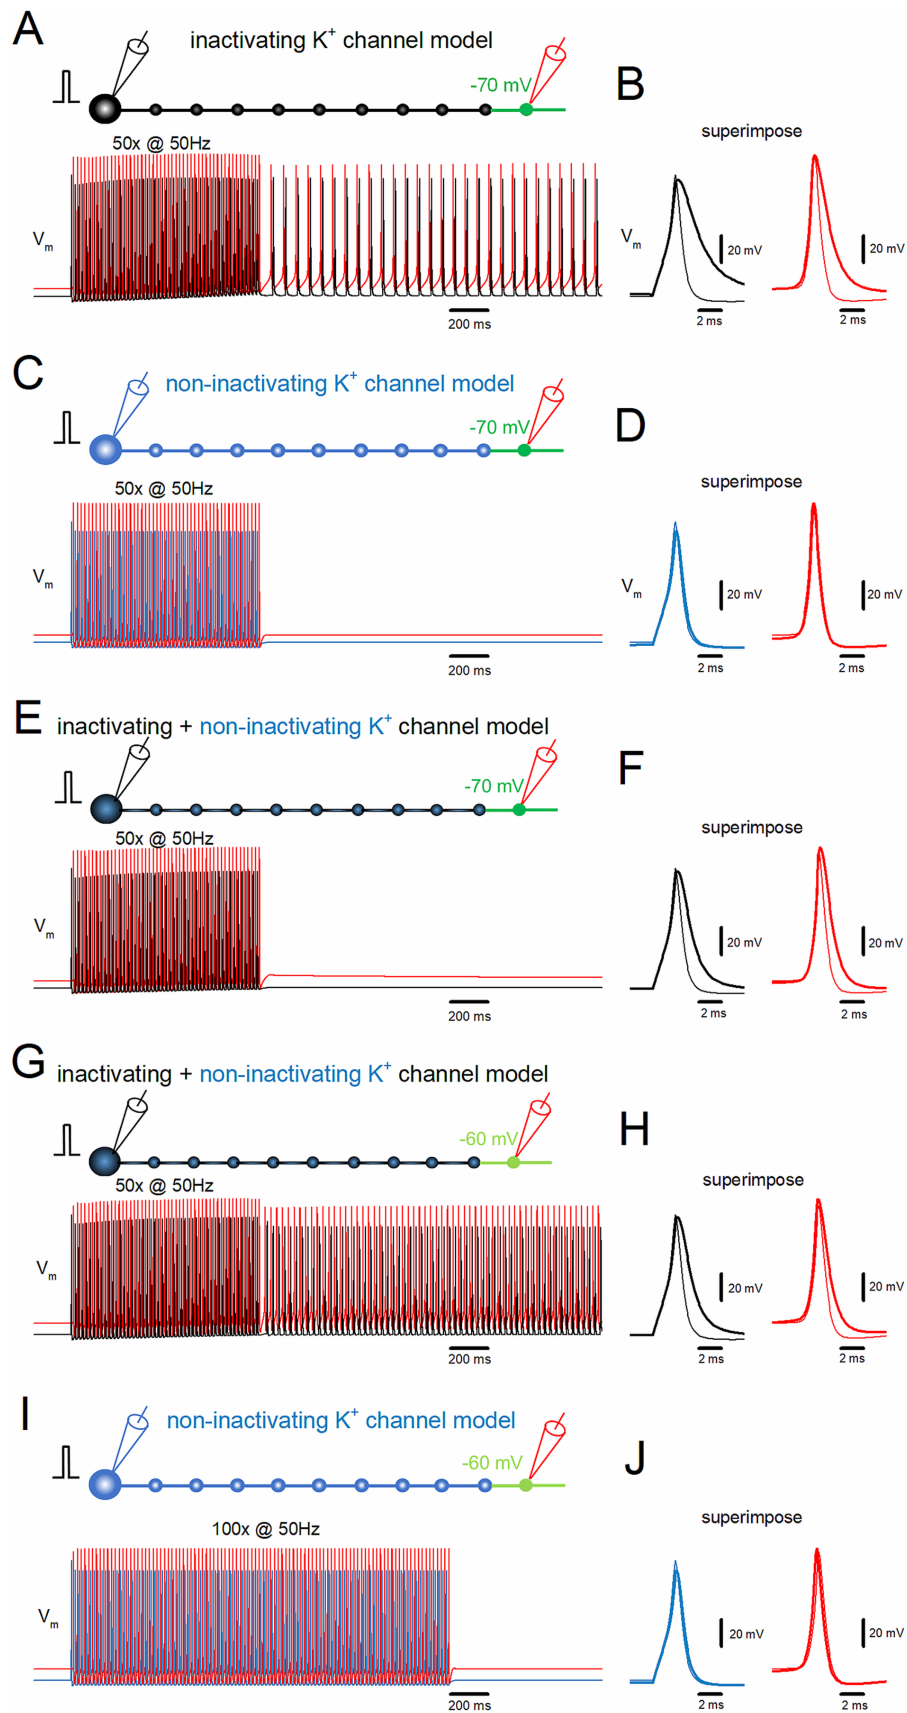 A
inactivating K+ channel model
-70 mV
50x @ 50Hz
Vm
200 ms
B
superimpose
Vm
20 mV
20 mV
2 ms
2 ms
C
non-inactivating K+ channel model
-70 mV
50x @ 50Hz
Vm
200 ms
D
superimpose
Vm
20 mV
20 mV
2 ms
2 ms
E
inactivating + non-inactivating K+ channel model
-70 mV
50x @ 50Hz
Vm
200 ms
F
superimpose
20 mV
20 mV
2 ms
2 ms
G
inactivating + non-inactivating K+ channel model
-60 mV
50x @ 50Hz
Vm
200 ms
H
superimpose
20 mV
20 mV
2 ms
2 ms
I
non-inactivating K+ channel model
-60 mV
100x @ 50Hz
Vm
200 ms
J
superimpose
20 mV
20 mV
2 ms
2 ms